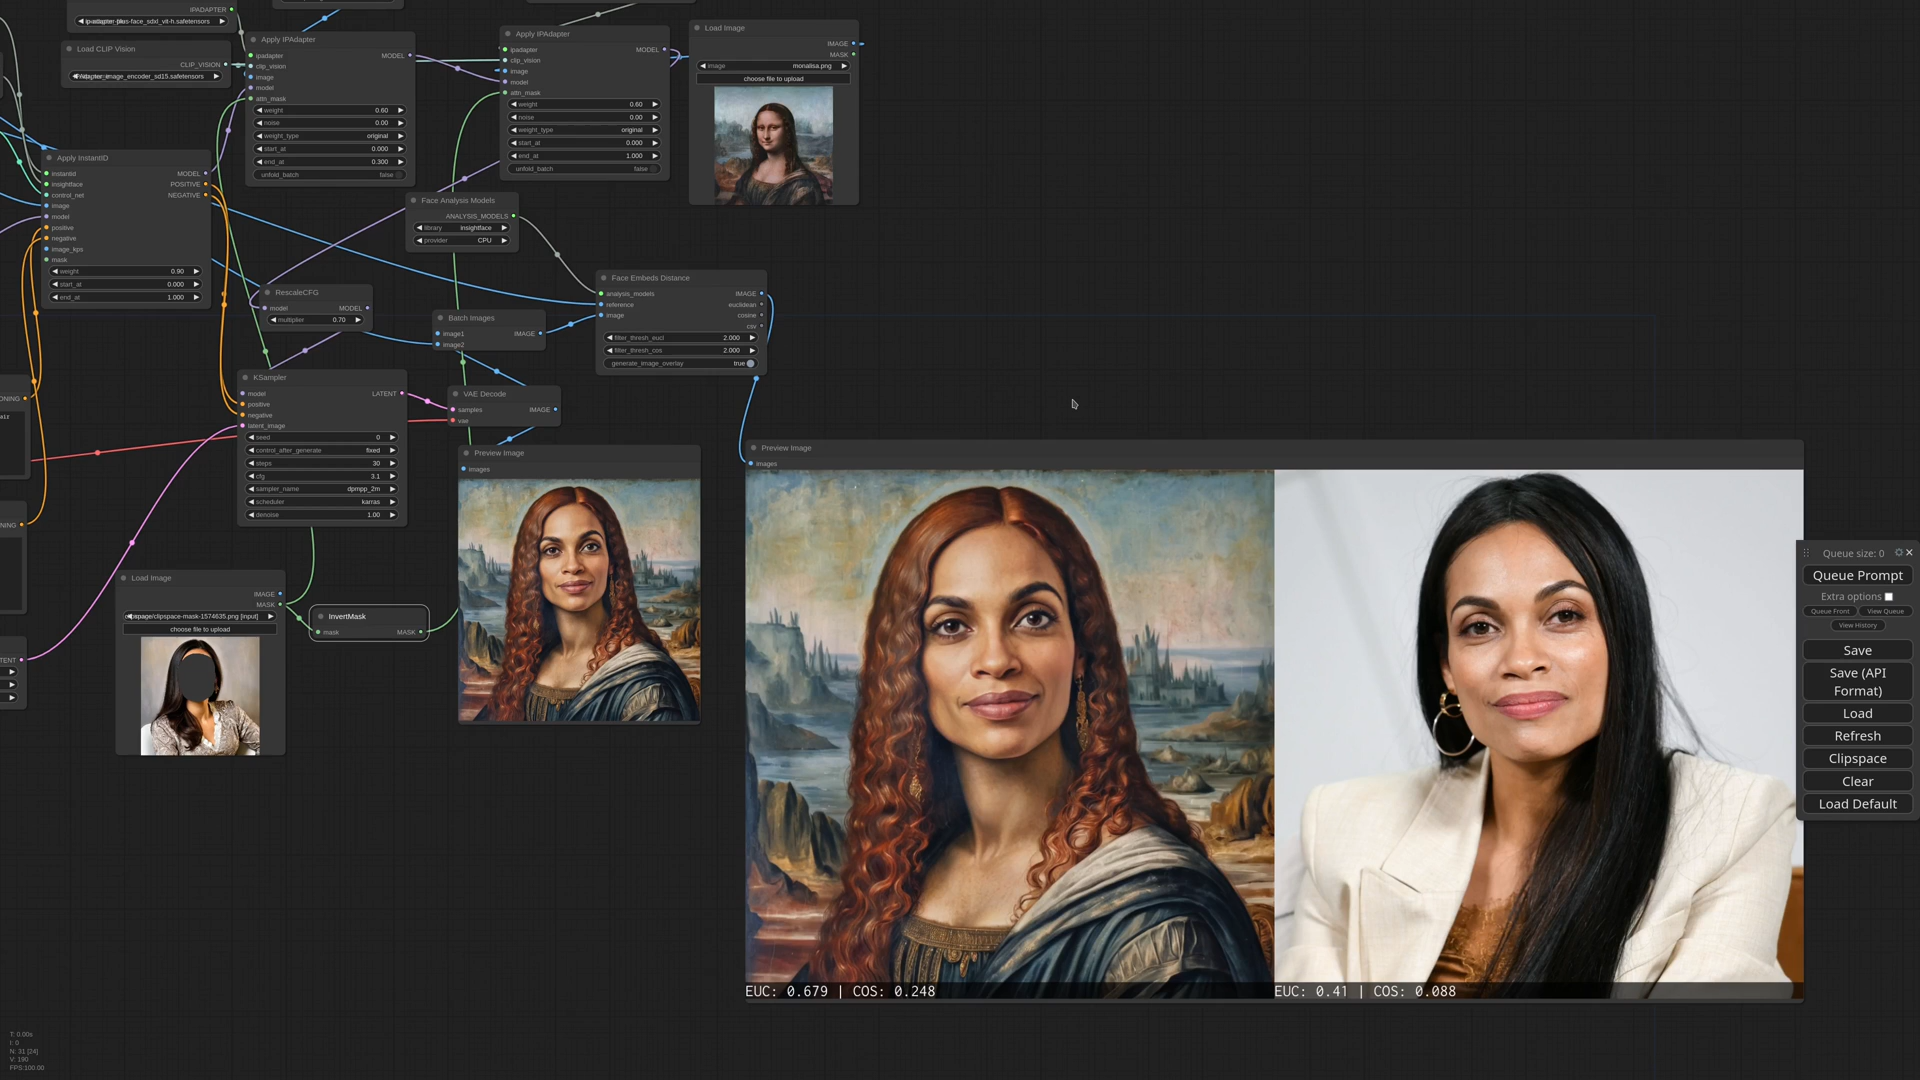 IPADAPTER
Load CLIP Vision
CLIP_VISION
Apply IPAdapter
ipadapter
MODEL
clip_vision
image
model
attn_mask
weight
0.60
noise
0.00
weight_type
original
start_at
0.000
end_at
0.300
unfold_batch
false
Apply IPAdapter
ipadapter
MODEL
clip_vision
image
model
attn_mask
weight
0.60
noise
0.00
weight_type
original
start_at
0.000
end_at
1.000
unfold_batch
false
Load Image
IMAGE
MASK
image
monalisa.png
choose file to upload
Apply InstantID
instantid
MODEL
insightface
POSITIVE
control_net
NEGATIVE
image
model
positive
negative
image_kps
mask
weight
0.90
start_at
0.000
end_at
1.000
Face Analysis Models
ANALYSIS_MODELS
library
insightface
provider
CPU
RescaleCFG
model
MODEL
multiplier
0.70
Batch Images
image1
IMAGE
image2
Face Embeds Distance
analysis_models
IMAGE
reference
euclidean
image
cosine
csv
filter_thresh_eucl
2.000
filter_thresh_cos
2.000
generate_image_overlay
true
KSampler
model
LATENT
positive
negative
latent_image
seed
0
control_after_generate
fixed
steps
30
cfg
3.1
sampler_name
dpmpp_2m
scheduler
karras
denoise
1.00
VAE Decode
samples
IMAGE
vae
Preview Image
images
Load Image
IMAGE
MASK
choose file to upload
InvertMask
mask
MASK
Preview Image
images
EUC: 0.679 | COS: 0.248
EUC: 0.41 | COS: 0.088
Queue size: 0
Queue Prompt
Extra options
Queue Front
View Queue
View History
Save
Save (API
Format)
Load
Refresh
Clipspace
Clear
Load Default
T: 0.00s
I: 0
N: 31 [24]
V: 190
FPS:100.00